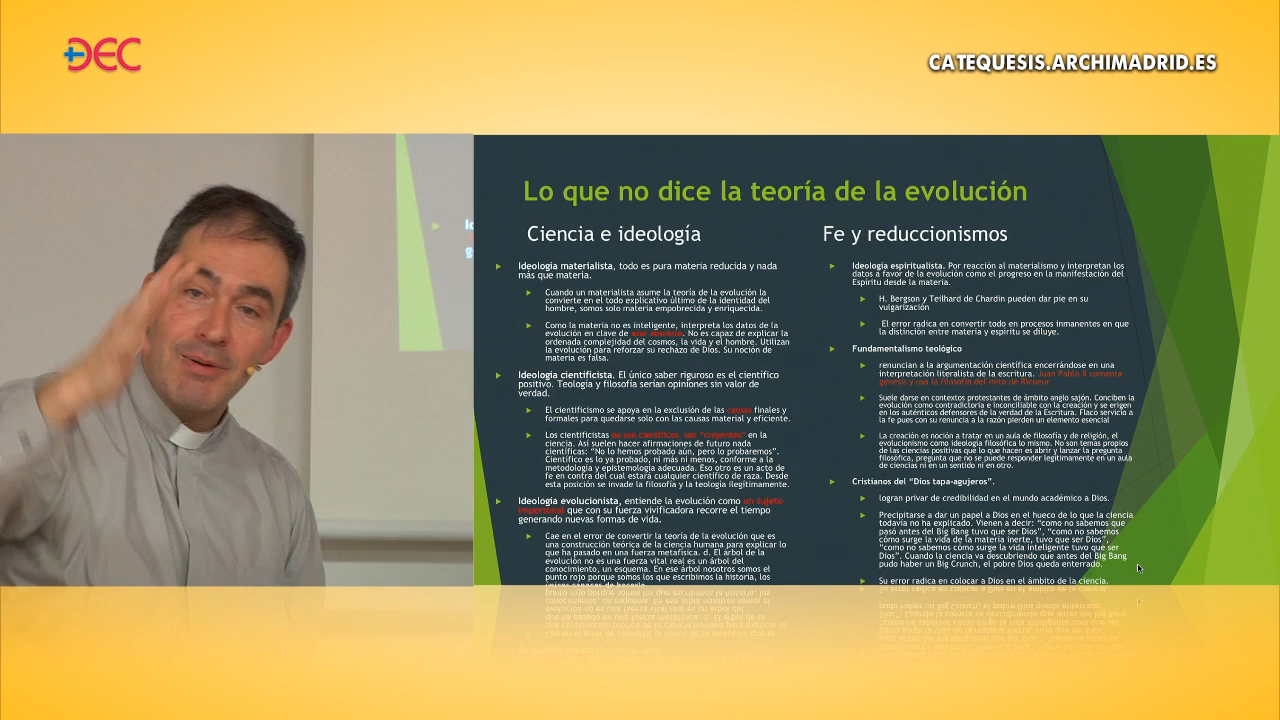 DEC
CATEQUESIS.ARCHIMADRID.ES
Lo que no dice la teoría de la evolución
Ciencia e ideología
Ideología materialista, todo es pura materia reducida y nada
más que materia.
Cuando un materialista asume la teoría de la evolución la
convierte en el todo explicativo último de la identidad del
hombre, somos solo materia empobrecida y enriquecida.
Como la materia no es inteligente, interpreta los datos de la
evolución en clave de azar absoluto. No es capaz de explicar la
ordenada complejidad del cosmos, la vida y el hombre. Utilizan
la evolución para reforzar su rechazo de Dios. Su noción de
materia es falsa.
Ideología cientificista. El único saber riguroso es el científico
positivo. Teología y filosofía serían opiniones sin valor de
verdad.
El cientificismo se apoya en la exclusión de las causas finales y
formales para quedarse solo con las causas material y eficiente.
Los cientificistas no son científicos, son "creyentes" en la
ciencia. Así suelen hacer afirmaciones de futuro nada
científicas: "No lo hemos probado aún, pero lo probaremos".
Científico es lo ya probado, ni más ni menos, conforme a la
metodología y epistemología adecuada. Eso otro es un acto de
fe en contra del cual estará cualquier científico de raza. Desde
esta posición se invade la filosofía y la teología ilegítimamente.
Ideología evolucionista, entiende la evolución como un sujeto
impersonal que con su fuerza vivificadora recorre el tiempo
generando nuevas formas de vida.
Cae en el error de convertir la teoría de la evolución que es
una construcción teórica de la ciencia humana para explicar lo
que ha pasado en una fuerza metafísica. d. El árbol de la
evolución no es una fuerza vital real es un árbol del
conocimiento, un esquema. En ese árbol nosotros somos el
punto rojo porque somos los que escribimos la historia, los
únicos capaces de hacerlo
Fe y reduccionismos
Ideología espiritualista. Por reacción al materialismo y interpretan los
datos a favor de la evolución como el progreso en la manifestación del
Espíritu desde la materia.
H. Bergson y Teilhard de Chardin pueden dar pie en su
vulgarización
El error radica en convertir todo en procesos inmanentes en que
la distinción entre materia y espíritu se diluye.
Fundamentalismo teológico
renuncian a la argumentación científica encerrándose en una
interpretación literalista de la escritura. Juan Pablo II comenta
génesis y usa la filosofía del mito de Ricoeur
Suele darse en contextos protestantes de ámbito anglo sajón. Conciben la
evolución como contradictoria e inconciliable con la creación y se erigen
en los auténticos defensores de la verdad de la Escritura. Flaco servicio a
la fe pues con su renuncia a la razón pierden un elemento esencial
La creación es noción a tratar en un aula de filosofía y de religión, el
evolucionismo como ideología filosófica lo mismo. No son temas propios
de las ciencias positivas que lo que hacen es abrir y lanzar la pregunta
filosófica, pregunta que no se puede responder legítimamente en un aula
de ciencias ni en un sentido ni en otro.
Cristianos del "Dios tapa-agujeros".
logran privar de credibilidad en el mundo académico a Dios.
Precipitarse a dar un papel a Dios en el hueco de lo que la ciencia
todavía no ha explicado. Vienen a decir: "como no sabemos que
pasó antes del Big Bang tuvo que ser Dios", "como no sabemos
cómo surge la vida de la materia inerte, tuvo que ser Dios",
"como no sabemos cómo surge la vida inteligente tuvo que ser
Dios". Cuando la ciencia va descubriendo que antes del Big Bang
pudo haber un Big Crunch, el pobre Dios queda enterrado.
Su error radica en colocar a Dios en el ámbito de la ciencia.